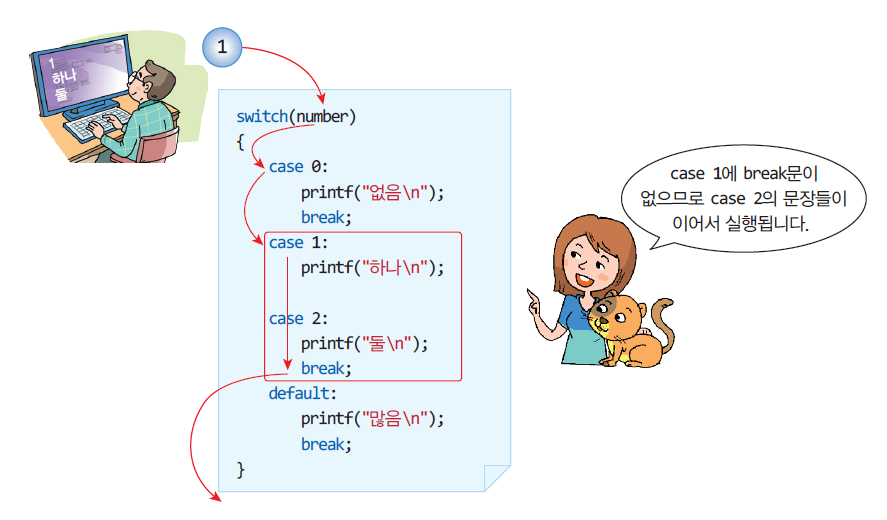 1
하나
둘
1
switch(number)
{
case 0:
printf("없음\n");
break;
case 1:
printf("하나\n");
case 2:
printf("둘\n");
break;
default:
printf("많음\n");
break;
}
case 1에 break문이
없으므로 case 2의 문장들이
이어서 실행됩니다.